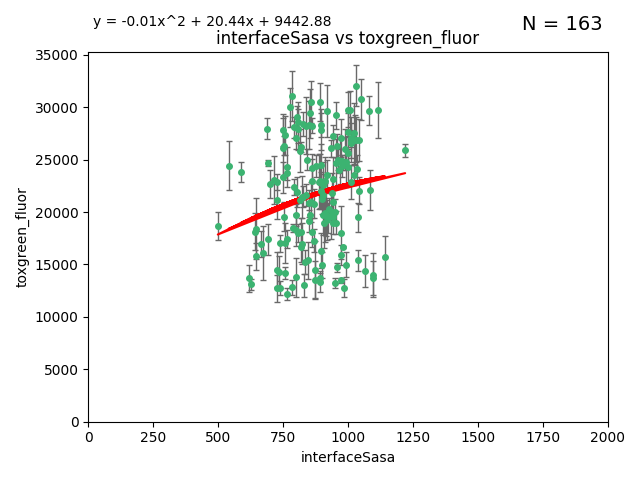 y = -0.01x^2 + 20.44x + 9442.88
N = 163
interfaceSasa vs toxgreen_fluor
35000
30000
25000
20000
15000
10000
5000
0
toxgreen_fluor
0 250 500 750 1000 1250 1500 1750 2000
interfaceSasa